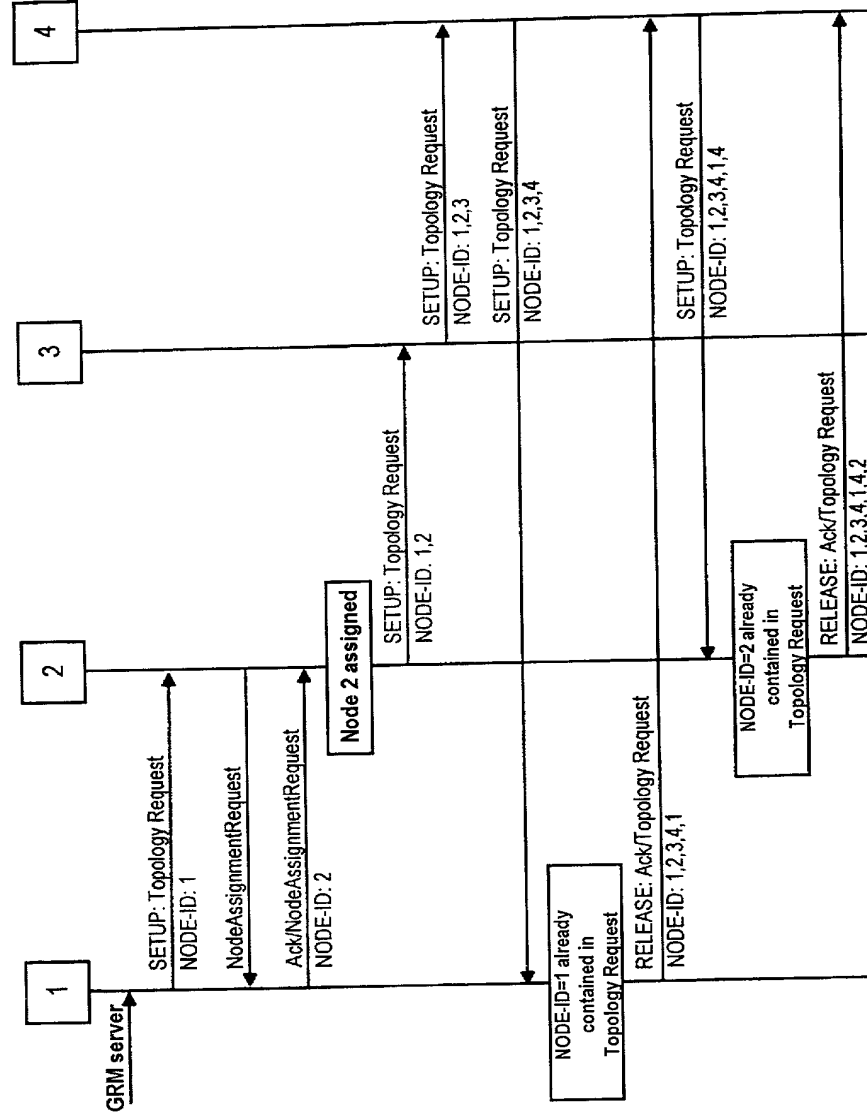 1
2
3
4
GRM server
SETUP: Topology Request
NODE-ID: 1
NodeAssignmentRequest
Ack/NodeAssignmentRequest
NODE-ID: 2
Node 2 assigned
SETUP: Topology Request
NODE-ID. 1,2
SETUP: Topology Request
NODE-ID: 1,2,3
SETUP: Topology Request
NODE-ID: 1,2,3,4
NODE-ID=1 already
contained in
Topology Request
RELEASE: Ack/Topology Request
NODE-ID: 1,2,3,4,1
SETUP: Topology Request
NODE-ID: 1,2,3,4,1,4
NODE-ID=2 already
contained in
Topology Request
RELEASE: Ack/Topology Request
NODE-ID: 1,2,3,4,1,4,2